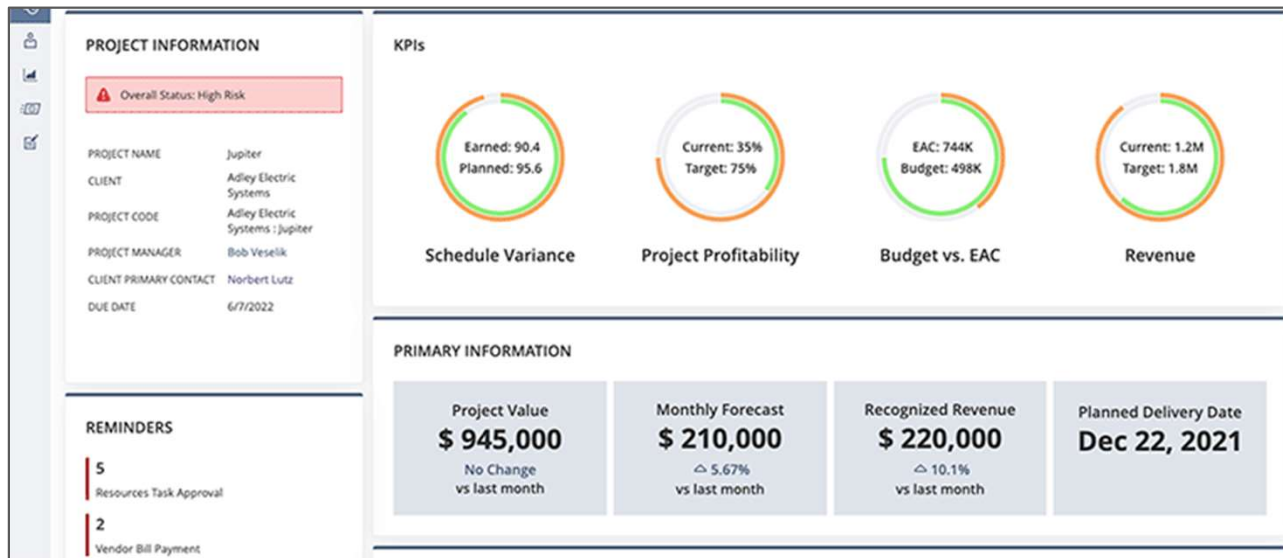 PROJECT INFORMATION
Overall Status: High Risk
PROJECT NAME Jupiter
CLIENT Adley Electric
Systems
PROJECT CODE Adley Electric
Systems : Jupiter
PROJECT MANAGER Bob Veselik
CLIENT PRIMARY CONTACT Norbert Lutz
DUE DATE 6/7/2022
REMINDERS
5
Resources Task Approval
2
Vendor Bill Payment
KPIs
Earned: 90.4
Planned: 95.6
Schedule Variance
Current: 35%
Target: 75%
Project Profitability
EAC: 744K
Budget: 498K
Budget vs. EAC
Current: 1.2M
Target: 1.8M
Revenue
PRIMARY INFORMATION
Project Value
$ 945,000
No Change
vs last month
Monthly Forecast
$ 210,000
5.67%
vs last month
Recognized Revenue
$ 220,000
10.1%
vs last month
Planned Delivery Date
Dec 22, 2021